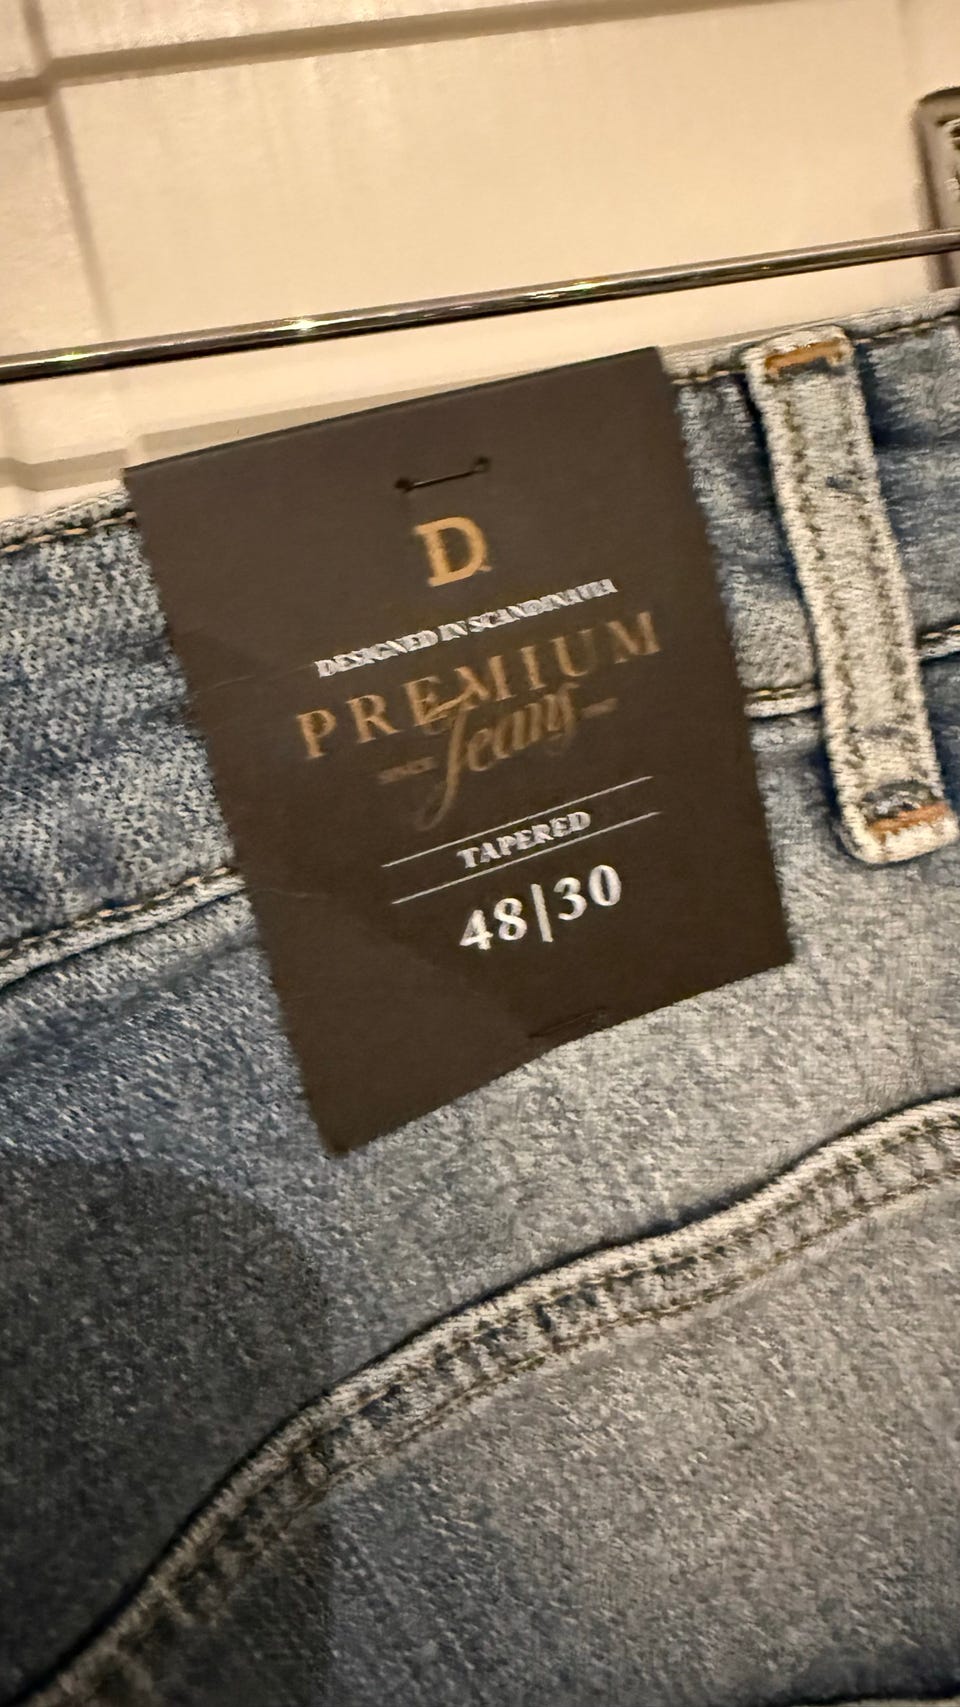 D
DESIGNED IN SCANDINAVIA
PREMIUM
Jeans
TAPERED
48|30